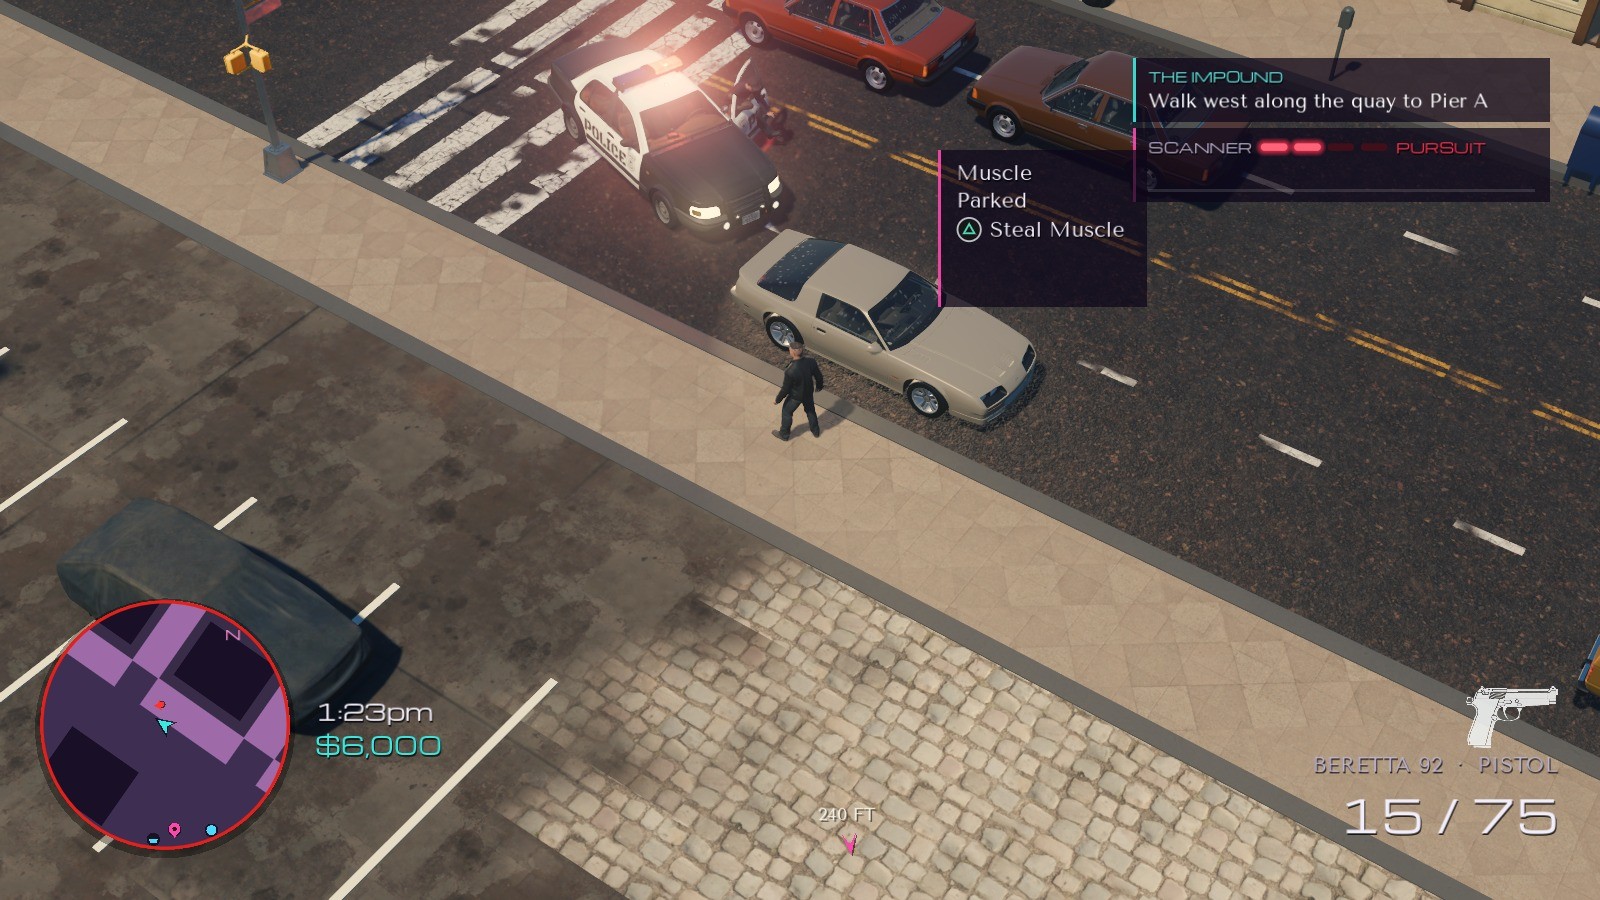 THE IMPOUND
Walk west along the quay to Pier A
SCANNER PURSUIT
Muscle
Parked
Steal Muscle
POLICE
N
1:23pm
$6,000
240 FT
BERETTA 92 · PISTOL
15 / 75